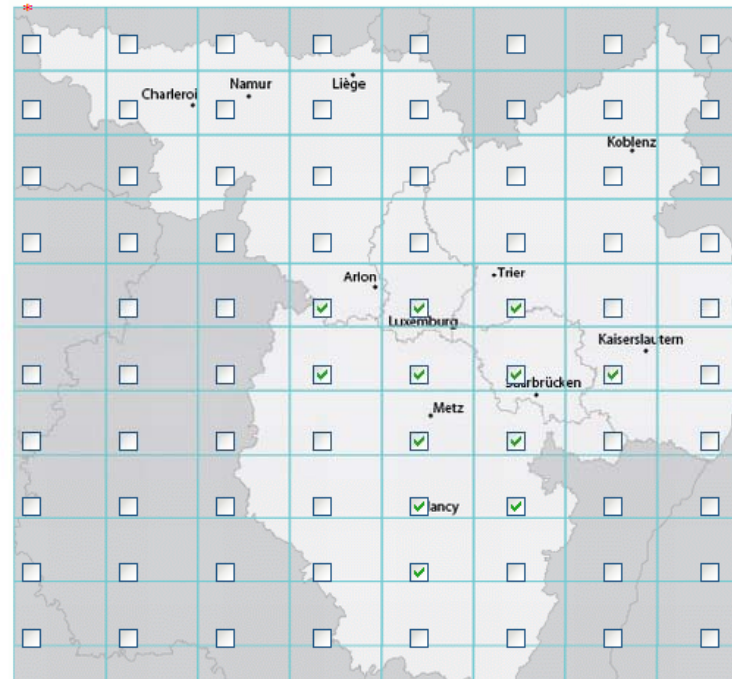 *
Namur
Liège
Charleroi
Koblenz
Arlon
Trier
Luxemburg
Kaiserslautern
Metz